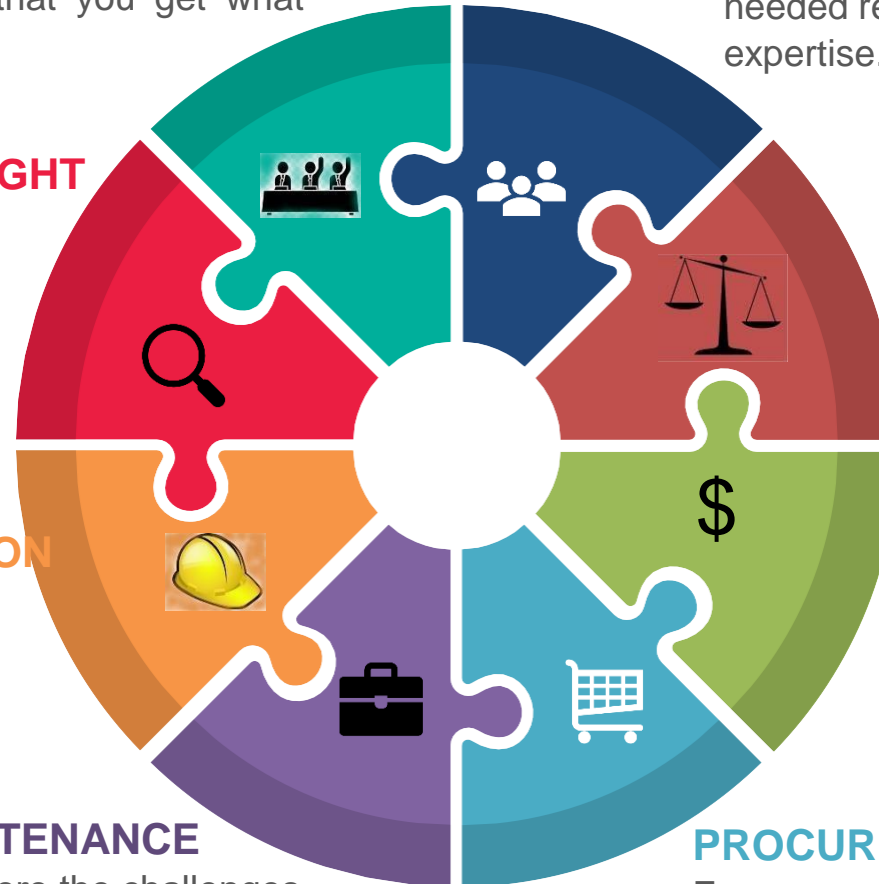 that you get what
needed re
expertise.
GHT
$
ON
TENANCE
PROCUR